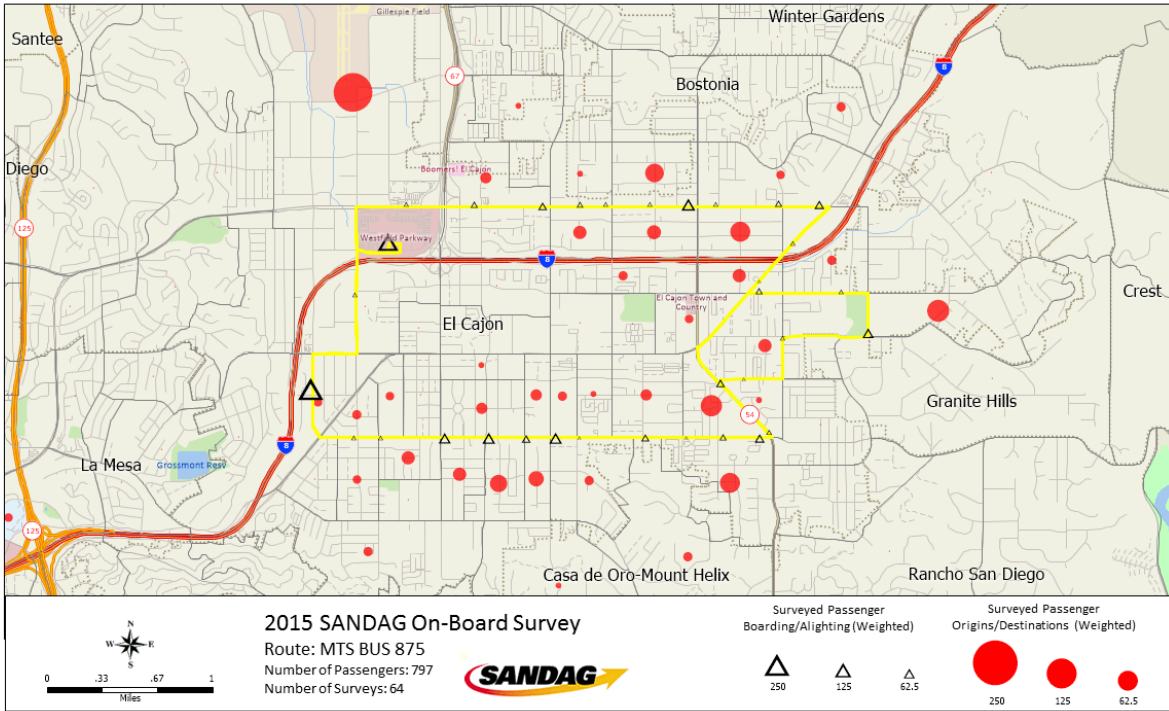 Gillespie Field
Winter Gardens
Santee
8
67
Bostonia
Diego
Boomers! El Cajon
125
Westfield Parkway
8
Crest
El Cajon Town and
Country
El Cajon
Granite Hills
54
8
La Mesa
Grossmont Resv
125
Casa de Oro-Mount Helix
Rancho San Diego
N
W E
S
0 .33 .67 1
Miles
2015 SANDAG On-Board Survey
Route: MTS BUS 875
Number of Passengers: 797
Number of Surveys: 64
SANDAG
Surveyed Passenger
Boarding/Alighting (Weighted)
250 125 62.5
Surveyed Passenger
Origins/Destinations (Weighted)
250 125 62.5